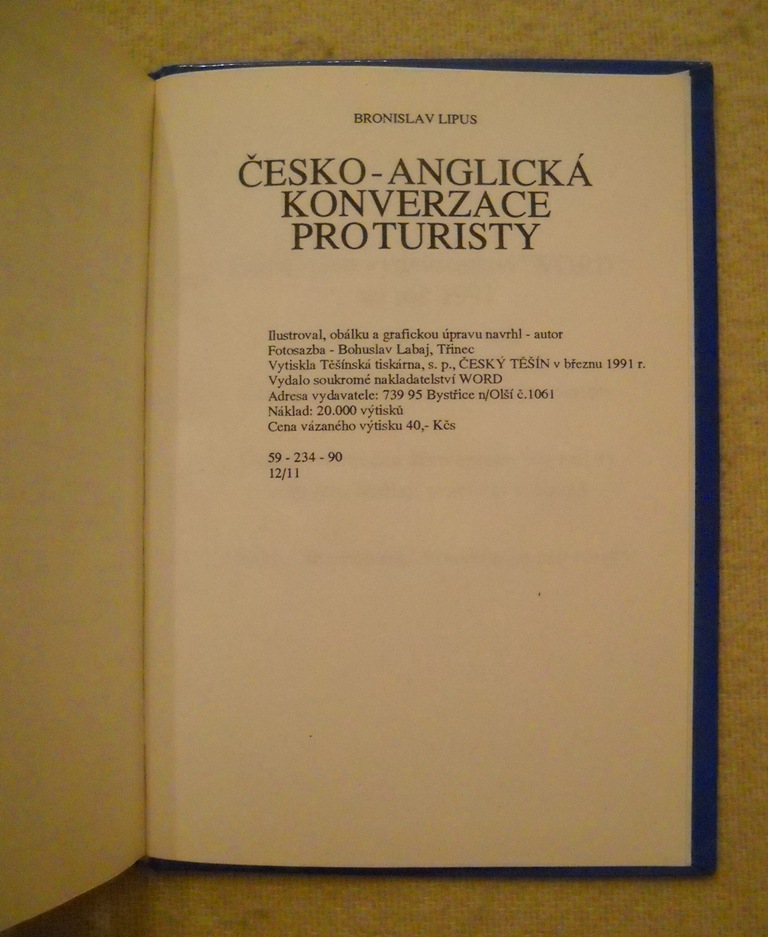 BRONISLAV LIPUS
ČESKO-ANGLICKÁ
KONVERZACE
PRO TURISTY
Ilustroval, obálku a grafickou úpravu navrhl - autor
Fotosazba - Bohuslav Labaj, Třinec
Vytiskla Těšínská tiskárna, s. p., ČESKÝ TĚŠÍN v březnu 1991 r.
Vydalo soukromé nakladatelství WORD
Adresa vydavatele: 739 95 Bystřice n/Olší č.1061
Náklad: 20.000 výtisků
Cena vázaného výtisku 40,- Kčs
59 - 234 - 90
12/11